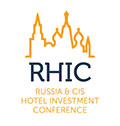 RHIC
RUSSIA & CIS
HOTEL INVESTMENT
CONFERENCE